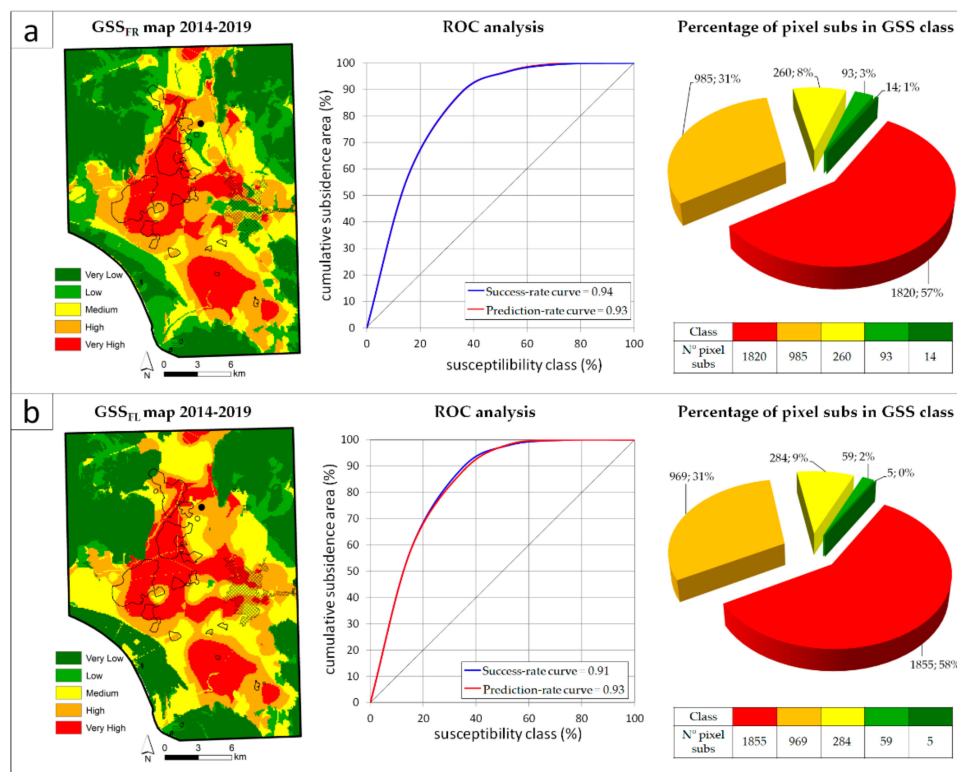 a
GSSFR map 2014-2019
Very Low
Low
Medium
High
Very High
N
0 3 6
km
ROC analysis
cumulative subsidence area (%)
100
90
80
70
60
50
40
30
20
10
0
0 20 40 60 80 100
susceptilibility class (%)
Success-rate curve = 0.94
Prediction-rate curve = 0.93
Percentage of pixel subs in GSS class
985; 31%
260; 8%
93; 3%
14; 1%
1820; 57%
Class
N° pixel subs 1820 985 260 93 14
b
GSSFL map 2014-2019
Very Low
Low
Medium
High
Very High
N
0 3 6
km
ROC analysis
cumulative subsidence area (%)
100
90
80
70
60
50
40
30
20
10
0
0 20 40 60 80 100
susceptibility class (%)
Success-rate curve = 0.91
Prediction-rate curve = 0.93
Percentage of pixel subs in GSS class
969; 31%
284; 9%
59; 2%
5; 0%
1855; 58%
Class
N° pixel subs 1855 969 284 59 5